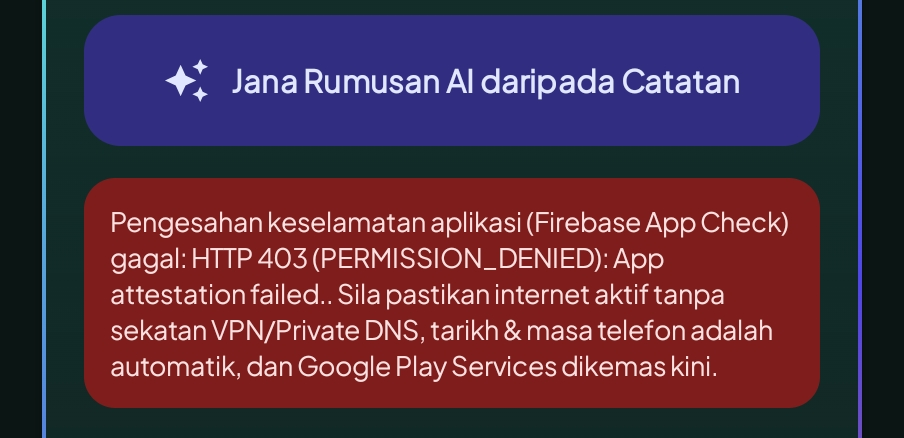 Jana Rumusan AI daripada Catatan
Pengesahan keselamatan aplikasi (Firebase App Check)
gagal: HTTP 403 (PERMISSION_DENIED): App
attestation failed.. Sila pastikan internet aktif tanpa
sekatan VPN/Private DNS, tarikh & masa telefon adalah
automatik, dan Google Play Services dikemas kini.